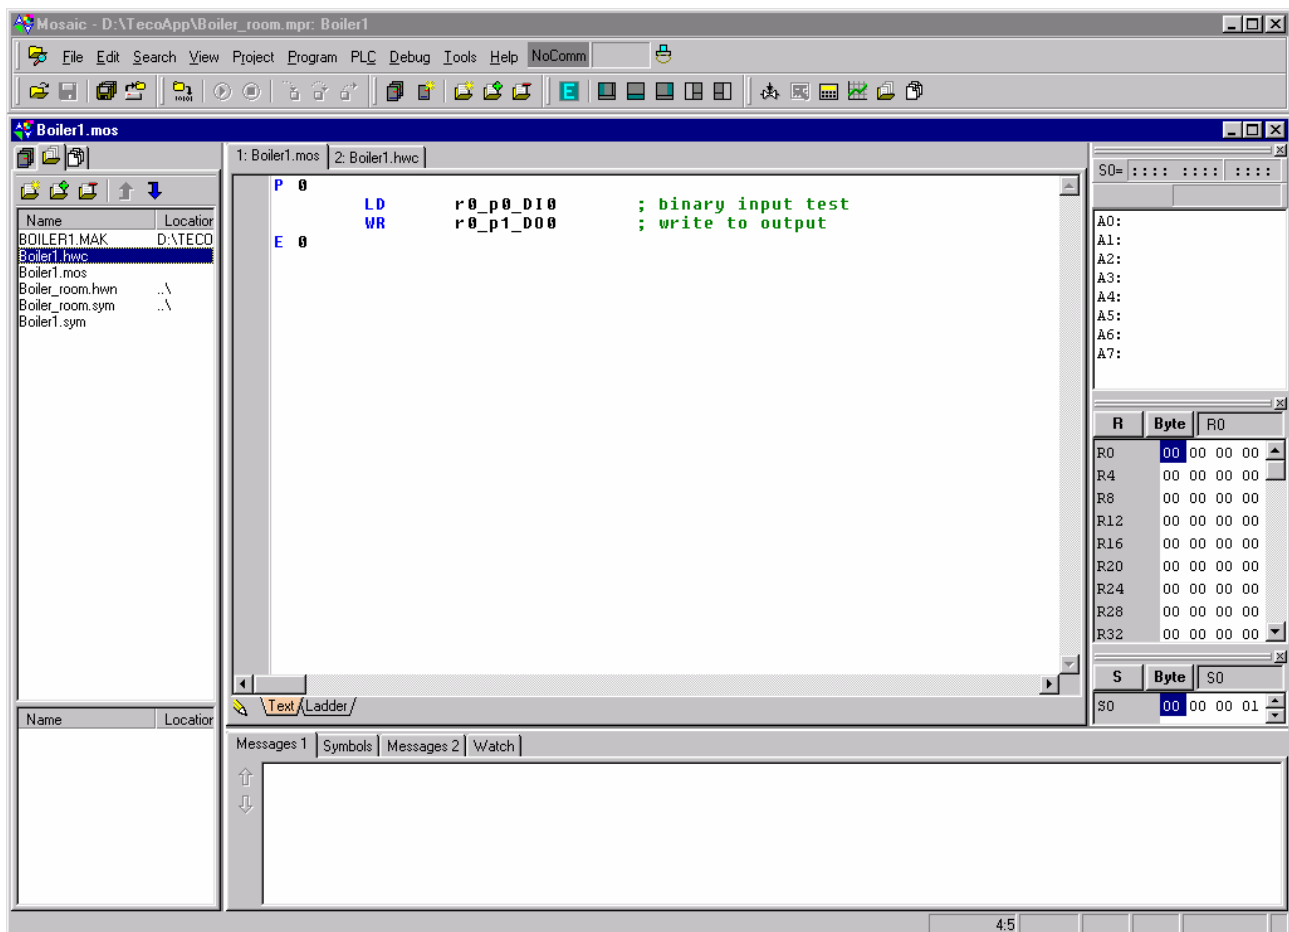 Mosaic - D:\TecoApp\Boiler_room.mpr: Boiler1
File Edit Search View Project Program PLC Debug Tools Help NoComm
E
Boiler1.mos
1: Boiler1.mos 2: Boiler1.hwc
Name Location
BOILER1.MAK D:\TECO
Boiler1.hwc
Boiler1.mos
Boiler_room.hwn ..\
Boiler_room.sym ..\
Boiler1.sym
Name Location
P 0
LD r0_p0_DI0 ; binary input test
WR r0_p1_DO0 ; write to output
E 0
Text Ladder
S0= :::: :::: ::::
A0:
A1:
A2:
A3:
A4:
A5:
A6:
A7:
R Byte R0
R0 00 00 00 00
R4 00 00 00 00
R8 00 00 00 00
R12 00 00 00 00
R16 00 00 00 00
R20 00 00 00 00
R24 00 00 00 00
R28 00 00 00 00
R32 00 00 00 00
S Byte S0
S0 00 00 00 01
Messages 1 Symbols Messages 2 Watch
4:5